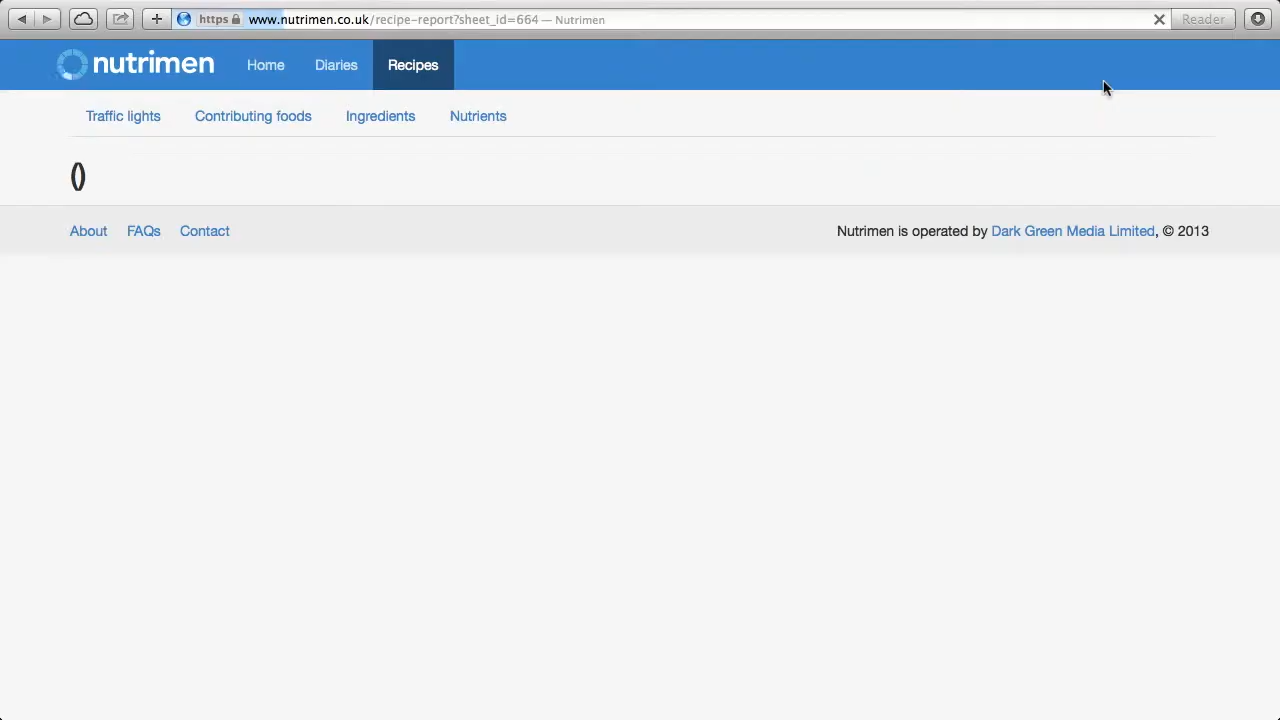 https www.nutrimen.co.uk/recipe-report?sheet_id=664 — Nutrimen Reader
nutrimen Home Diaries Recipes
Traffic lights Contributing foods Ingredients Nutrients
()
About FAQs Contact Nutrimen is operated by Dark Green Media Limited, © 2013